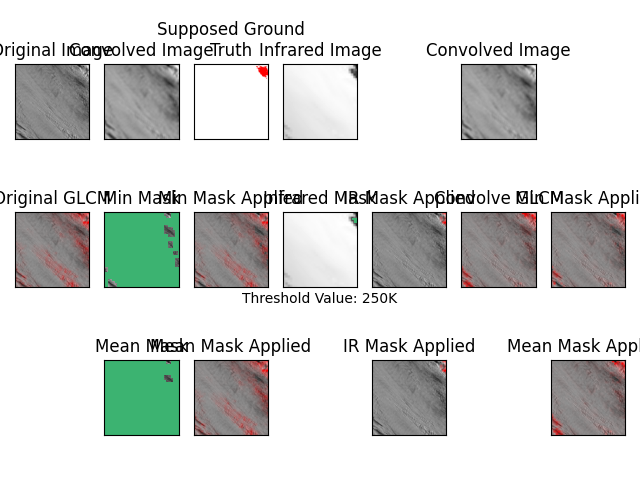 Original Image
Convolved Image
Supposed Ground
Truth
Infrared Image
Convolved Image
Original GLCM
Min Mask
Min Mask Applied
Infrared Mask
IR Mask Applied
Convolve GLCM
Min Mask Appli
Threshold Value: 250K
Mean Mask
Mean Mask Applied
IR Mask Applied
Mean Mask Appl